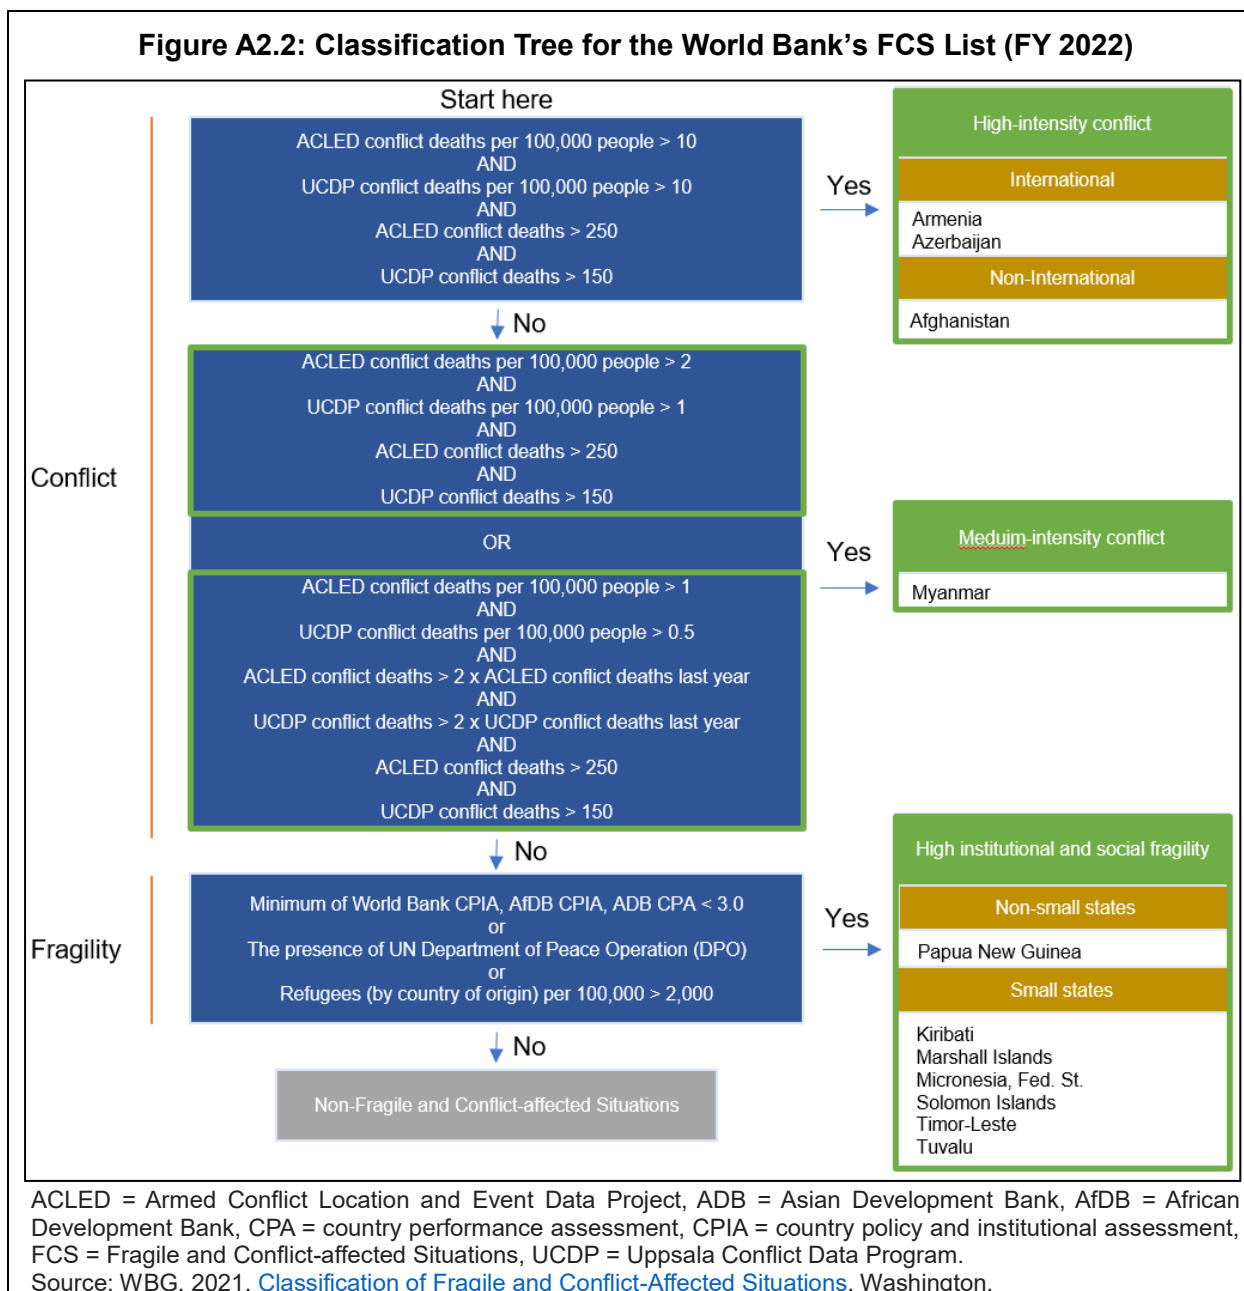 Figure A2.2: Classification Tree for the World Bank's FCS List (FY 2022)
Start here
ACLED conflict deaths per 100,000 people > 10
AND
UCDP conflict deaths per 100,000 people > 10
AND
ACLED conflict deaths > 250
AND
UCDP conflict deaths > 150
Yes
High-intensity conflict
International
Armenia
Azerbaijan
Non-International
Afghanistan
No
Conflict
ACLED conflict deaths per 100,000 people > 2
AND
UCDP conflict deaths per 100,000 people > 1
AND
ACLED conflict deaths > 250
AND
UCDP conflict deaths > 150
OR
ACLED conflict deaths per 100,000 people > 1
AND
UCDP conflict deaths per 100,000 people > 0.5
AND
ACLED conflict deaths > 2 x ACLED conflict deaths last year
AND
UCDP conflict deaths > 2 x UCDP conflict deaths last year
AND
ACLED conflict deaths > 250
AND
UCDP conflict deaths > 150
Yes
Meduim-intensity conflict
Myanmar
No
Fragility
Minimum of World Bank CPIA, AfDB CPIA, ADB CPA < 3.0
or
The presence of UN Department of Peace Operation (DPO)
or
Refugees (by country of origin) per 100,000 > 2,000
Yes
High institutional and social fragility
Non-small states
Papua New Guinea
Small states
Kiribati
Marshall Islands
Micronesia, Fed. St.
Solomon Islands
Timor-Leste
Tuvalu
No
Non-Fragile and Conflict-affected Situations
ACLED = Armed Conflict Location and Event Data Project, ADB = Asian Development Bank, AfDB = African
Development Bank, CPA = country performance assessment, CPIA = country policy and institutional assessment,
FCS = Fragile and Conflict-affected Situations, UCDP = Uppsala Conflict Data Program.
Source: WBG. 2021. Classification of Fragile and Conflict-Affected Situations. Washington.